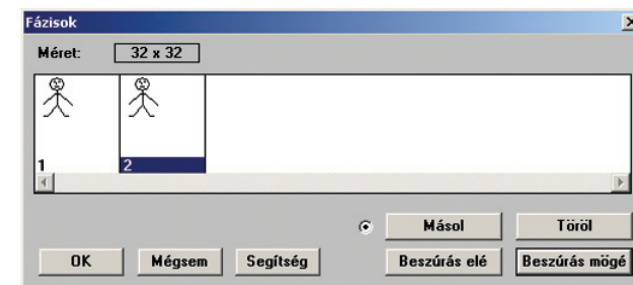 Fázisok
Méret: 32 x 32
1 2
Másol Töröl
OK Mégsem Segítség Beszúrás elé Beszúrás mögé